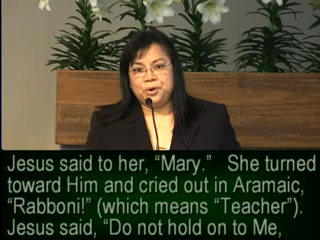 Jesus said to her, “Mary.” She turned
toward Him and cried out in Aramaic,
“Rabboni!” (which means “Teacher”).
Jesus said, “Do not hold on to Me,